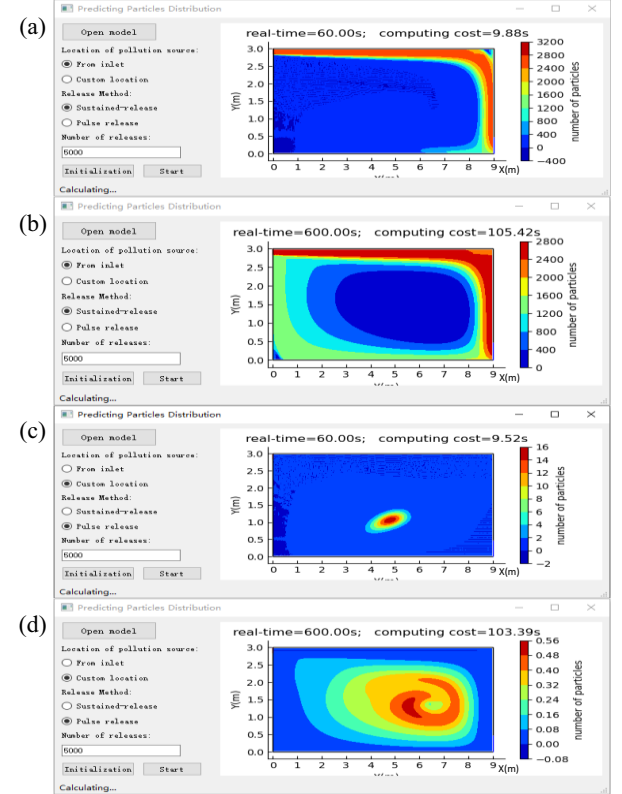 (a)
Predicting Particles Distribution
Open model
Location of pollution source:
From inlet
Custom location
Release Method:
Sustained-release
Pulse release
Number of releases:
5000
Initialization Start
Calculating...
real-time=60.00s; computing cost=9.88s
Y(m)
3.0
2.5
2.0
1.5
1.0
0.5
0.0
0 1 2 3 4 5 6 7 8 9 X(m)
3200
2800
2400
2000
1600
1200
800
400
0
−400
number of particles
(b)
Predicting Particles Distribution
Open model
Location of pollution source:
From inlet
Custom location
Release Method:
Sustained-release
Pulse release
Number of releases:
5000
Initialization Start
Calculating...
real-time=600.00s; computing cost=105.42s
Y(m)
3.0
2.5
2.0
1.5
1.0
0.5
0.0
0 1 2 3 4 5 6 7 8 9 X(m)
2800
2400
2000
1600
1200
800
400
0
number of particles
(c)
Predicting Particles Distribution
Open model
Location of pollution source:
From inlet
Custom location
Release Method:
Sustained-release
Pulse release
Number of releases:
5000
Initialization Start
Calculating...
real-time=60.00s; computing cost=9.52s
Y(m)
3.0
2.5
2.0
1.5
1.0
0.5
0.0
0 1 2 3 4 5 6 7 8 9 X(m)
16
14
12
10
8
6
4
2
0
−2
number of particles
(d)
Predicting Particles Distribution
Open model
Location of pollution source:
From inlet
Custom location
Release Method:
Sustained-release
Pulse release
Number of releases:
5000
Initialization Start
Calculating...
real-time=600.00s; computing cost=103.39s
Y(m)
3.0
2.5
2.0
1.5
1.0
0.5
0.0
0 1 2 3 4 5 6 7 8 9 X(m)
0.56
0.48
0.40
0.32
0.24
0.16
0.08
0.00
−0.08
number of particles